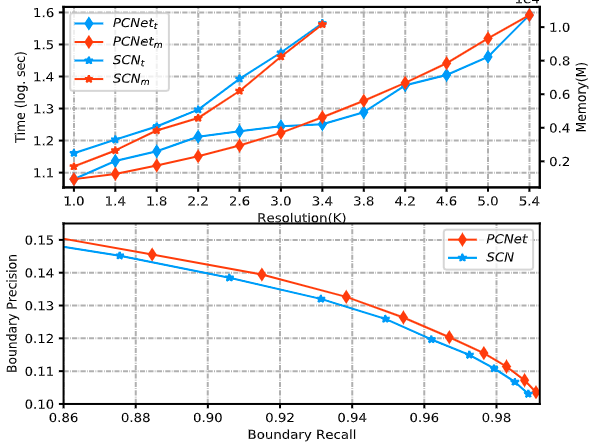 1e4
1.6
1.5
1.4
1.3
1.2
1.1
Time (log, sec)
PCNet_t
PCNet_m
SCN_t
SCN_m
1.0
0.8
0.6
0.4
0.2
Memory(M)
1.0 1.4 1.8 2.2 2.6 3.0 3.4 3.8 4.2 4.6 5.0 5.4
Resolution(K)
0.15
0.14
0.13
0.12
0.11
0.10
Boundary Precision
PCNet
SCN
0.86 0.88 0.90 0.92 0.94 0.96 0.98
Boundary Recall